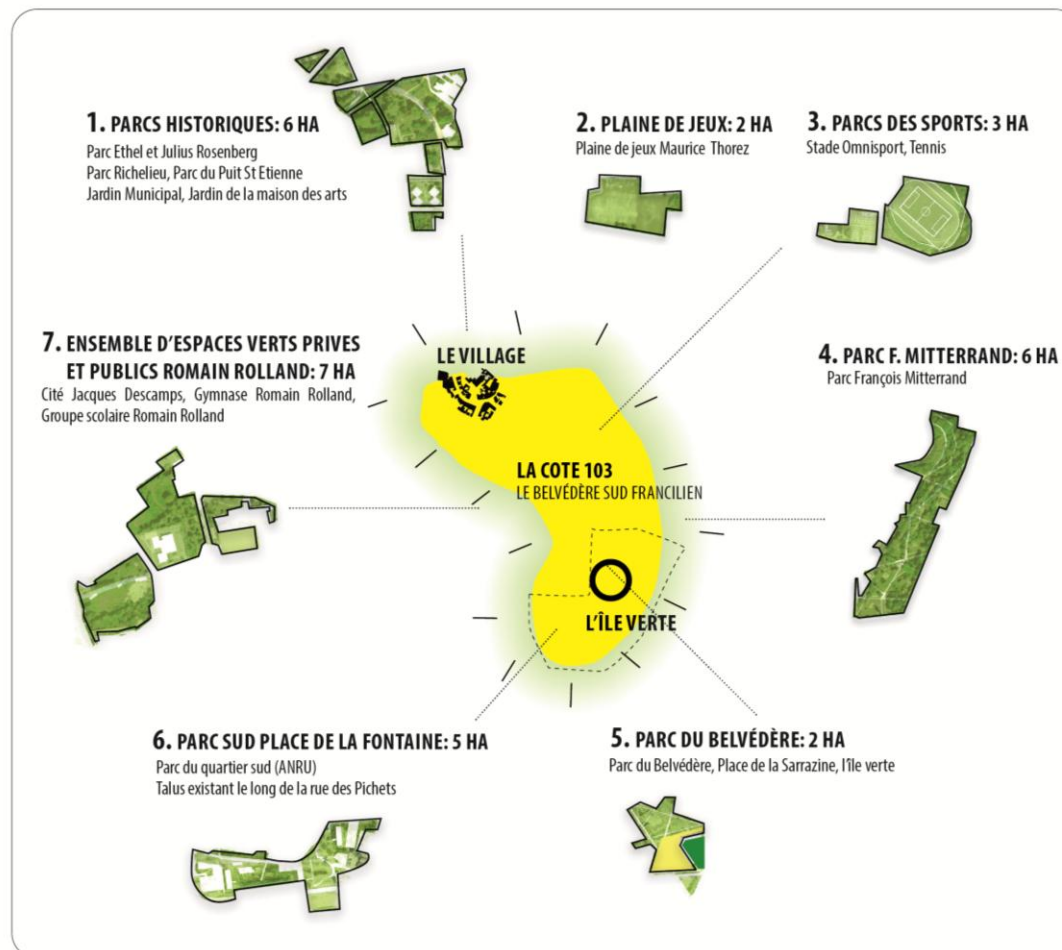 1. PARCS HISTORIQUES: 6 HA
Parc Ethel et Julius Rosenberg
Parc Richelieu, Parc du Puit St Etienne
Jardin Municipal, Jardin de la maison des arts
2. PLAINE DE JEUX: 2 HA
Plaine de jeux Maurice Thorez
3. PARCS DES SPORTS: 3 HA
Stade Omnisport, Tennis
7. ENSEMBLE D'ESPACES VERTS PRIVES
ET PUBLICS ROMAIN ROLLAND: 7 HA
Cité Jacques Descamps, Gymnase Romain Rolland,
Groupe scolaire Romain Rolland
LE VILLAGE
4. PARC F. MITTERRAND: 6 HA
Parc François Mitterrand
LA COTE 103
LE BELVÉDÈRE SUD FRANCILIEN
L'ÎLE VERTE
6. PARC SUD PLACE DE LA FONTAINE: 5 HA
Parc du quartier sud (ANRU)
Talus existant le long de la rue des Pichets
5. PARC DU BELVÉDÈRE: 2 HA
Parc du Belvédère, Place de la Sarrazine, l'île verte